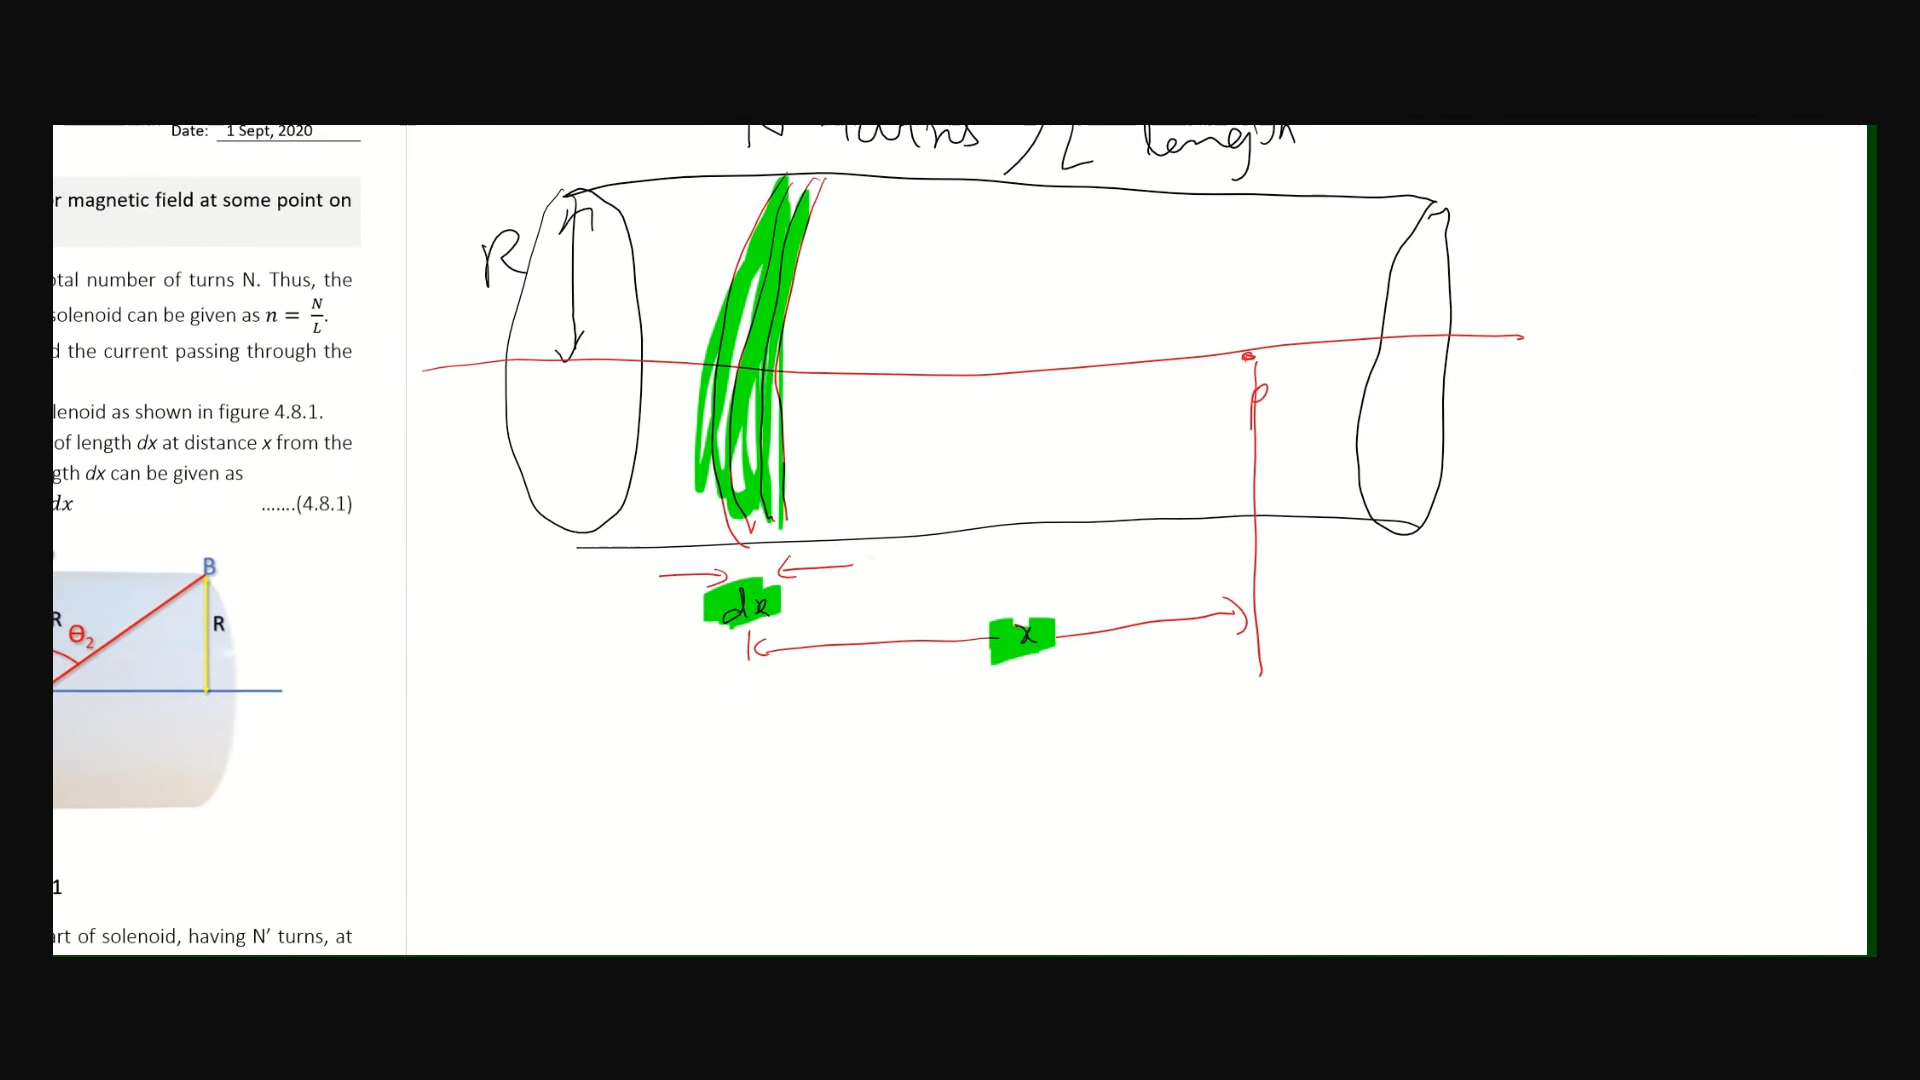 Date: 1 Sept, 2020
r magnetic field at some point on
tal number of turns N. Thus, the
solenoid can be given as n = N/L.
d the current passing through the
lenoid as shown in figure 4.8.1.
of length dx at distance x from the
gth dx can be given as
dx .......(4.8.1)
B
R
θ2
R
1
rt of solenoid, having N’ turns, at
N turns / L length
R
P
dx
x